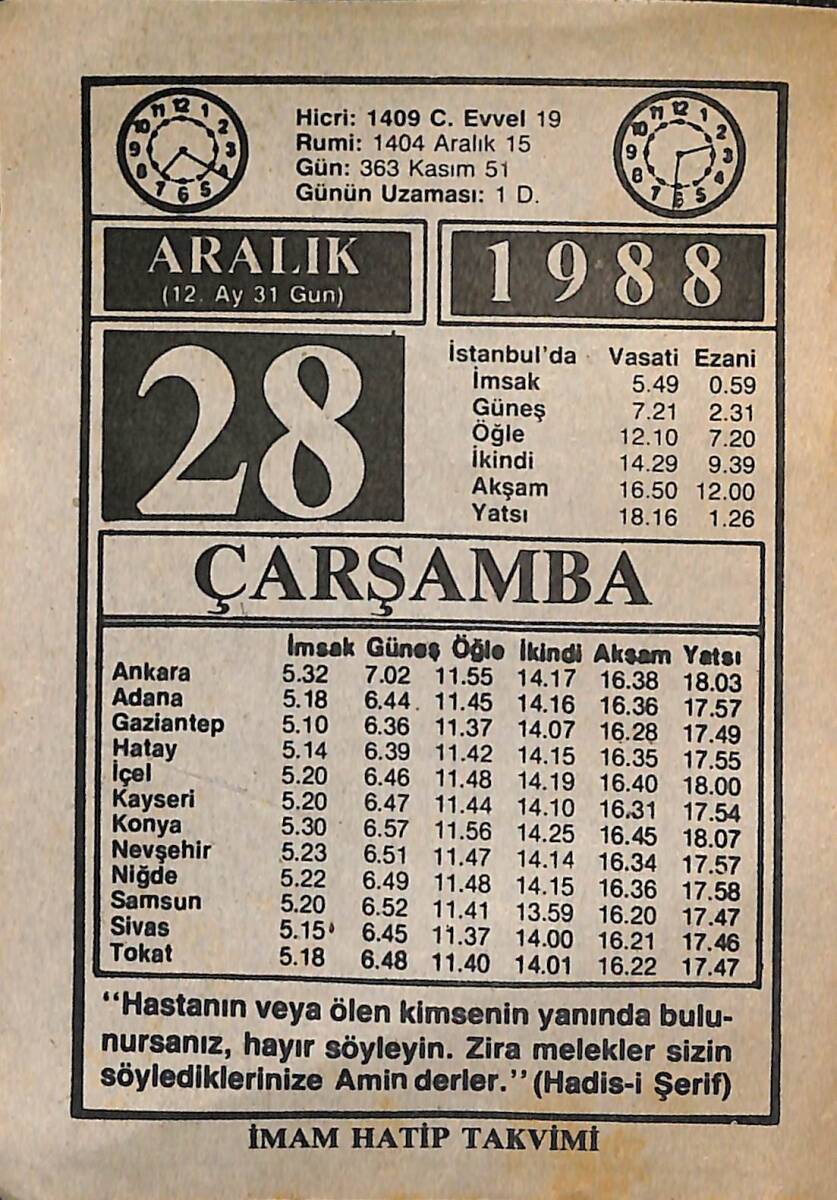 Hicri: 1409 C. Evvel 19
Rumi: 1404 Aralık 15
Gün: 363 Kasım 51
Günün Uzaması: 1 D.
ARALIK
(12. Ay 31 Gun)
1988
28
İstanbul'da Vasati Ezani
İmsak 5.49 0.59
Güneş 7.21 2.31
Öğle 12.10 7.20
İkindi 14.29 9.39
Akşam 16.50 12.00
Yatsı 18.16 1.26
ÇARŞAMBA
İmsak Güneş Öğle İkindi Akşam Yatsı
Ankara 5.32 7.02 11.55 14.17 16.38 18.03
Adana 5.18 6.44 11.45 14.16 16.36 17.57
Gaziantep 5.10 6.36 11.37 14.07 16.28 17.49
Hatay 5.14 6.39 11.42 14.15 16.35 17.55
İçel 5.20 6.46 11.48 14.19 16.40 18.00
Kayseri 5.20 6.47 11.44 14.10 16.31 17.54
Konya 5.30 6.57 11.56 14.25 16.45 18.07
Nevşehir 5.23 6.51 11.47 14.14 16.34 17.57
Niğde 5.22 6.49 11.48 14.15 16.36 17.58
Samsun 5.20 6.52 11.41 13.59 16.20 17.47
Sivas 5.15 6.45 11.37 14.00 16.21 17.46
Tokat 5.18 6.48 11.40 14.01 16.22 17.47
"Hastanın veya ölen kimsenin yanında bulu-
nursanız, hayır söyleyin. Zira melekler sizin
söylediklerinize Amin derler." (Hadis-i Şerif)
İMAM HATİP TAKVİMİ